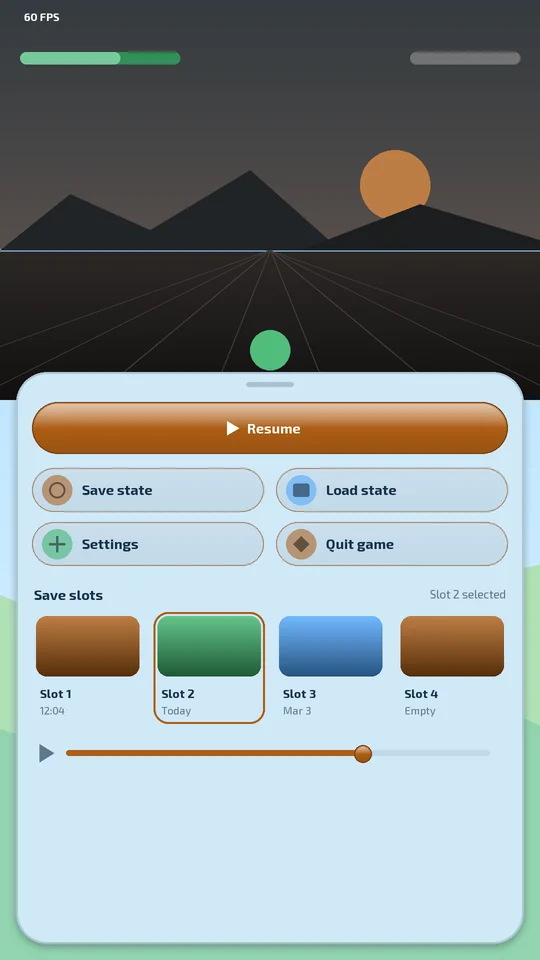 60 FPS
Resume
Save state
Load state
Settings
Quit game
Save slots
Slot 2 selected
Slot 1
12:04
Slot 2
Today
Slot 3
Mar 3
Slot 4
Empty